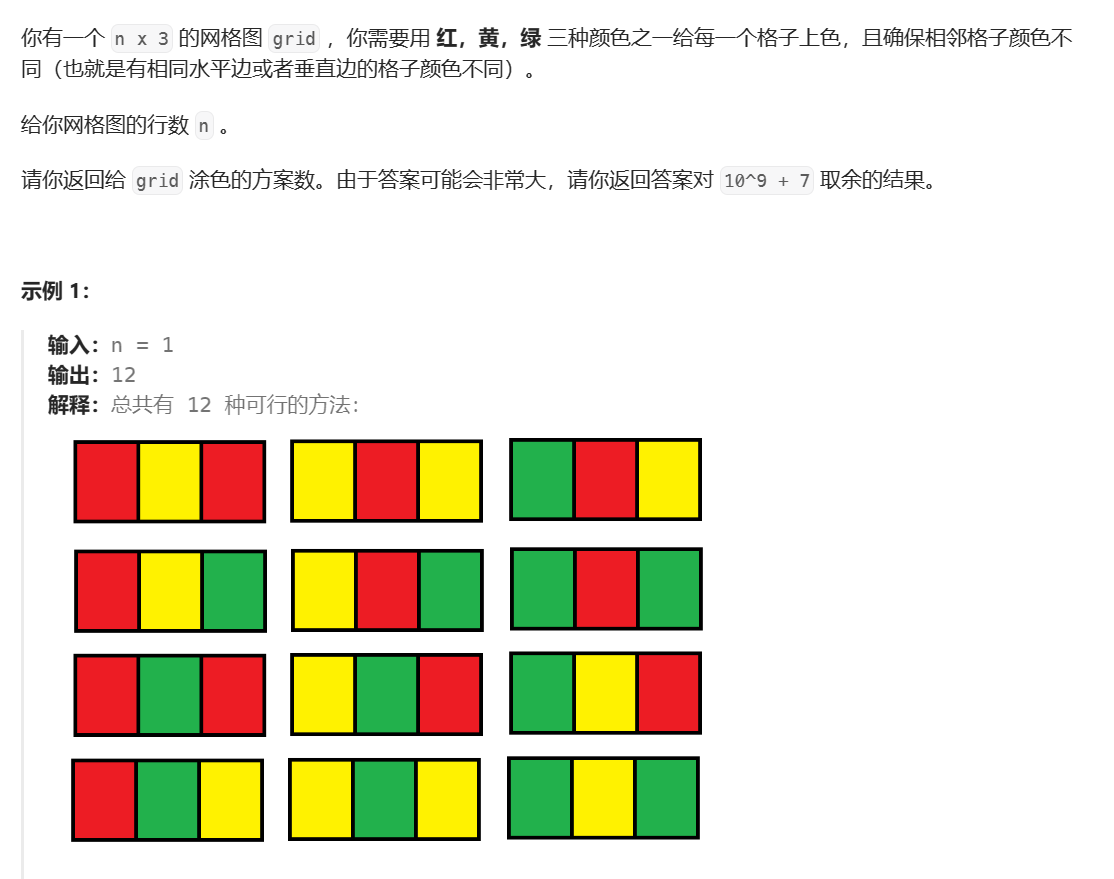 你有一个 n x 3 的网格图 grid ，你需要用 红，黄，绿 三种颜色之一给每一个格子上色，且确保相邻格子颜色不
同（也就是有相同水平边或者垂直边的格子颜色不同）。
给你网格图的行数 n 。
请你返回给 grid 涂色的方案数。由于答案可能会非常大，请你返回答案对 10^9 + 7 取余的结果。
示例 1：
输入：n = 1
输出：12
解释：总共有 12 种可行的方法：